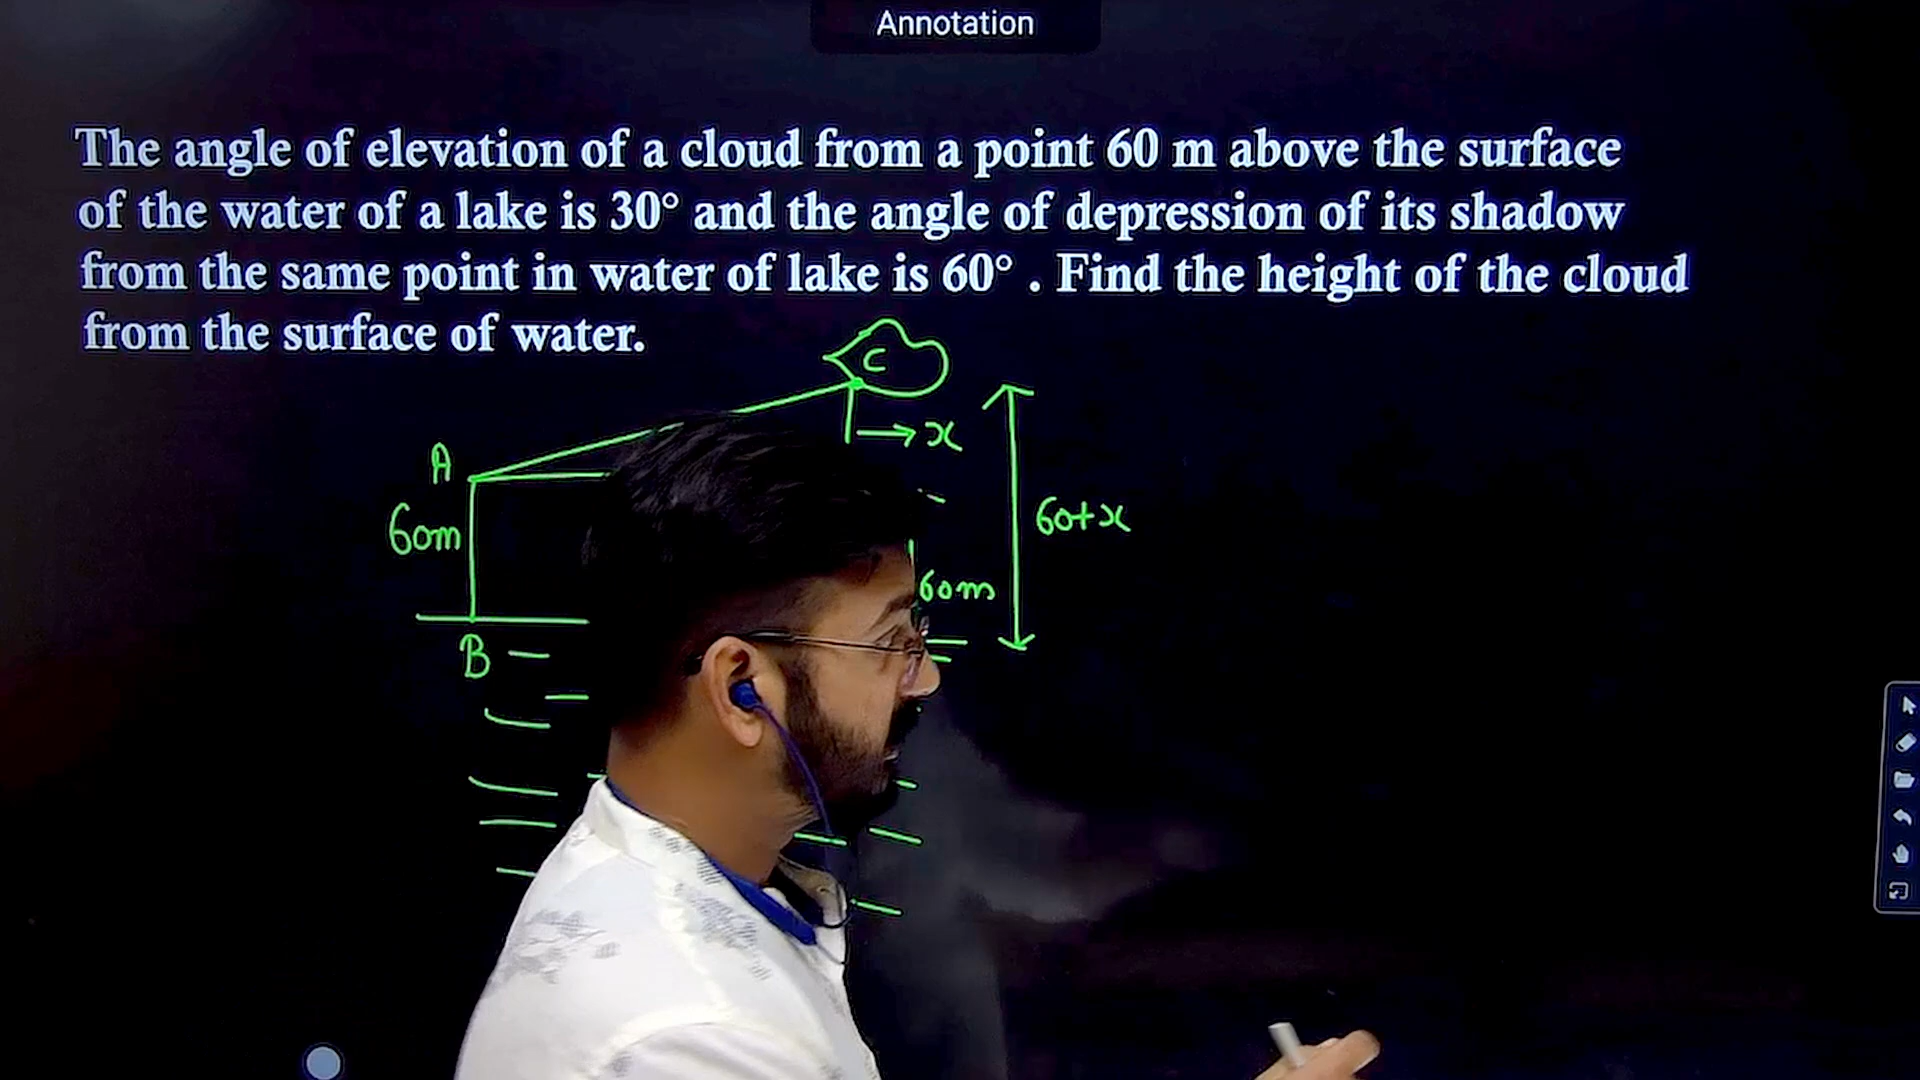 Annotation
The angle of elevation of a cloud from a point 60 m above the surface
of the water of a lake is 30° and the angle of depression of its shadow
from the same point in water of lake is 60° . Find the height of the cloud
from the surface of water.
C
x
A
60m
60+x
60m
B